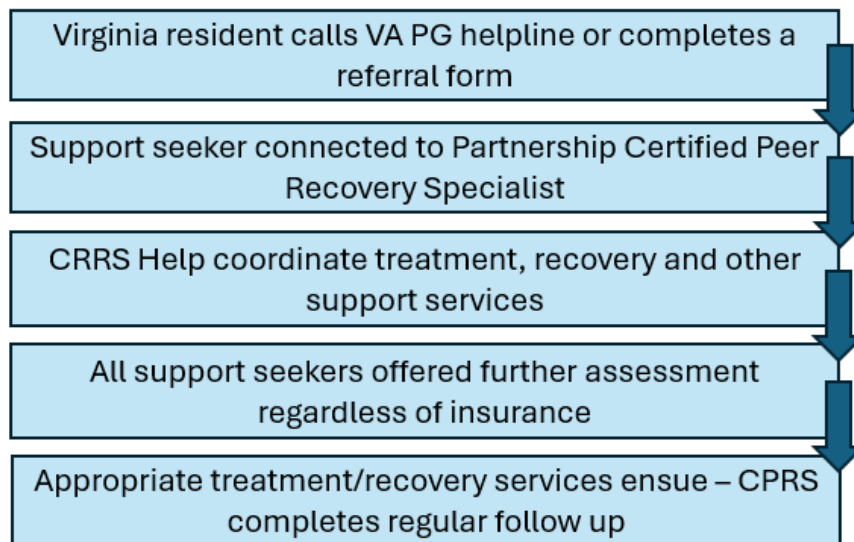 Virginia resident calls VA PG helpline or completes a
referral form
Support seeker connected to Partnership Certified Peer
Recovery Specialist
CRRS Help coordinate treatment, recovery and other
support services
All support seekers offered further assessment
regardless of insurance
Appropriate treatment/recovery services ensue – CPRS
completes regular follow up